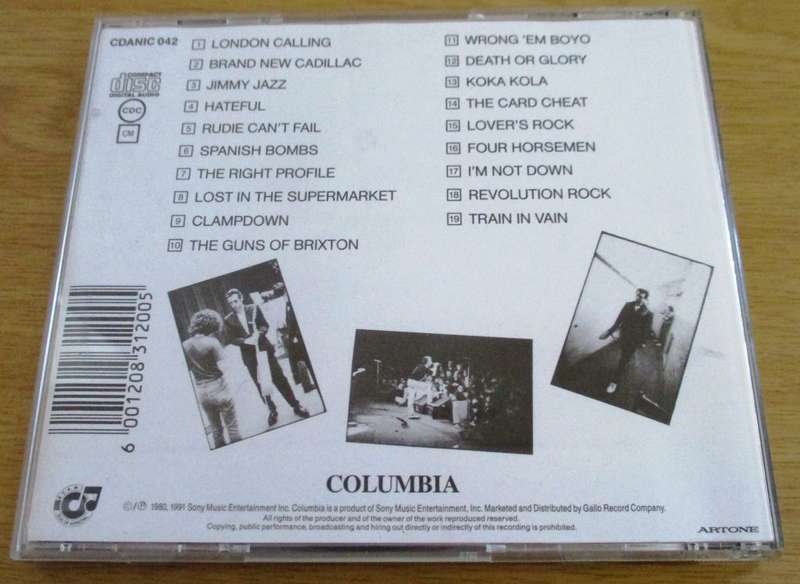 CDANIC 042
COMPACT
disc
DIGITAL AUDIO
CDC
CM
1 LONDON CALLING
2 BRAND NEW CADILLAC
3 JIMMY JAZZ
4 HATEFUL
5 RUDIE CAN'T FAIL
6 SPANISH BOMBS
7 THE RIGHT PROFILE
8 LOST IN THE SUPERMARKET
9 CLAMPDOWN
10 THE GUNS OF BRIXTON
11 WRONG 'EM BOYO
12 DEATH OR GLORY
13 KOKA KOLA
14 THE CARD CHEAT
15 LOVER'S ROCK
16 FOUR HORSEMEN
17 I'M NOT DOWN
18 REVOLUTION ROCK
19 TRAIN IN VAIN
6 001208 312005
COLUMBIA
©/℗ 1980, 1991 Sony Music Entertainment Inc. Columbia is a product of Sony Music Entertainment, Inc. Marketed and Distributed by Gallo Record Company.
All rights of the producer and of the owner of the work reproduced reserved.
Copying, public performance, broadcasting and hiring out directly or indirectly of this recording is prohibited.
ARTONE